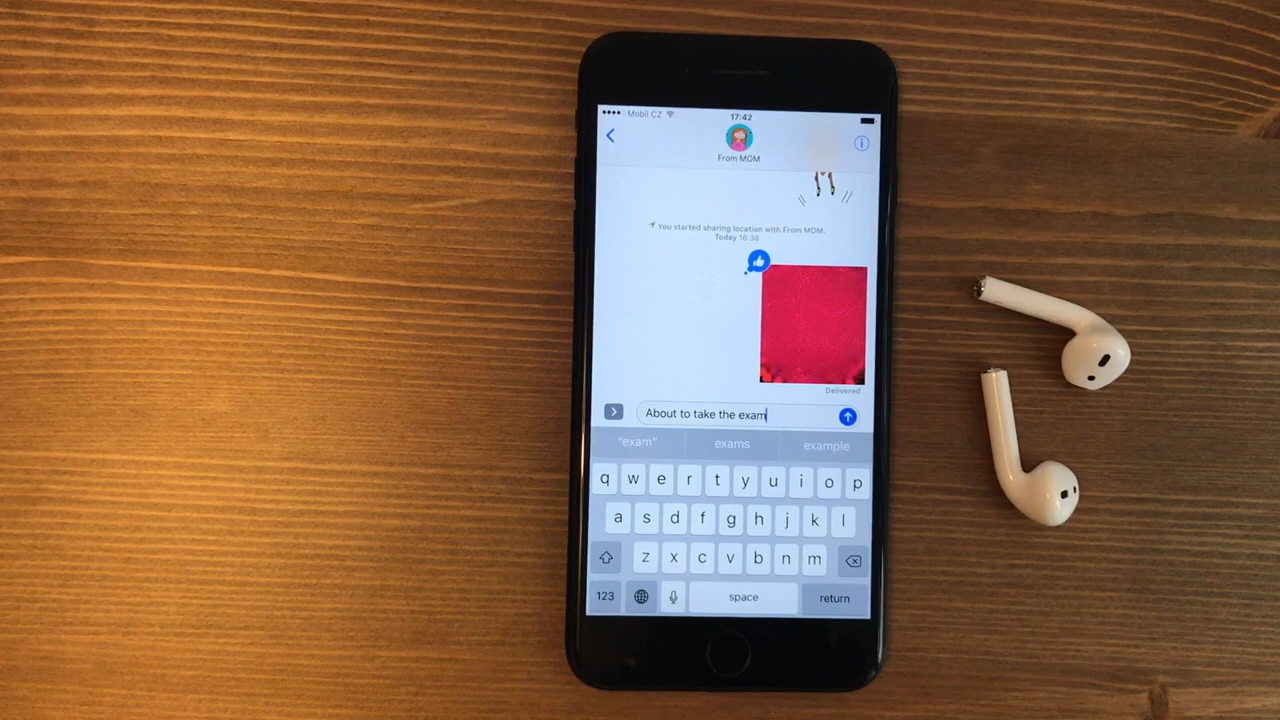 Mobil CZ
17:42
From MOM
You started sharing location with From MOM.
Today 16:38
Delivered
About to take the exam
"exam" exams example
q w e r t y u i o p
a s d f g h j k l
z x c v b n m
123 space return